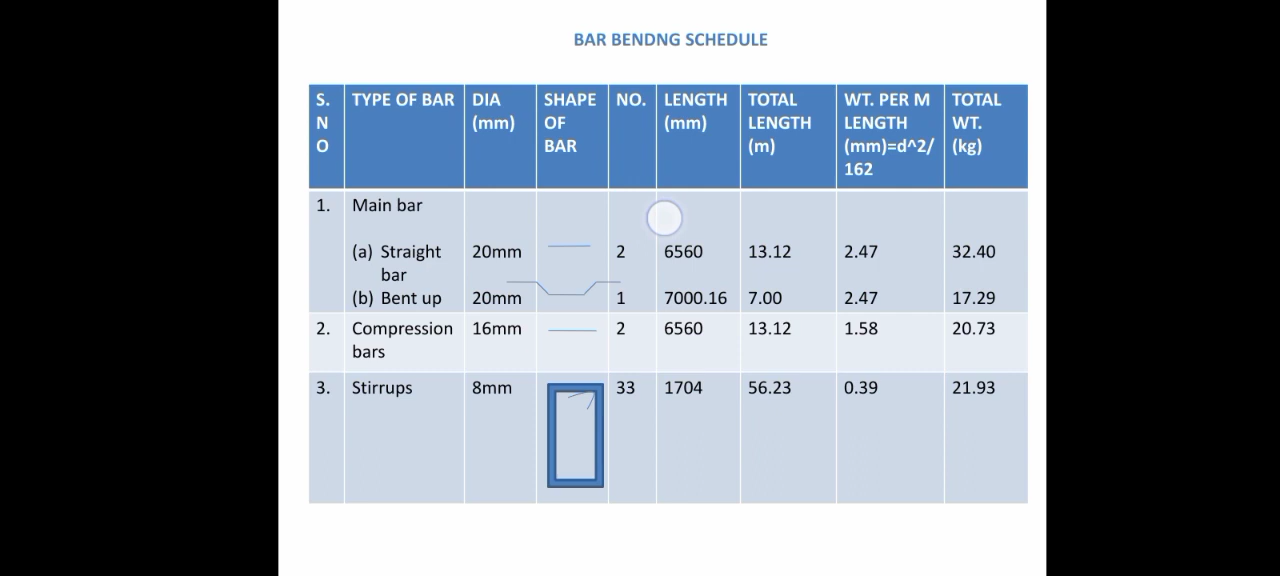 BAR BENDNG SCHEDULE
S. N O TYPE OF BAR DIA (mm) SHAPE OF BAR NO. LENGTH (mm) TOTAL LENGTH (m) WT. PER M LENGTH (mm)=d^2/ 162 TOTAL WT. (kg)
1. Main bar
(a) Straight bar 20mm 2 6560 13.12 2.47 32.40
(b) Bent up 20mm 1 7000.16 7.00 2.47 17.29
2. Compression bars 16mm 2 6560 13.12 1.58 20.73
3. Stirrups 8mm 33 1704 56.23 0.39 21.93